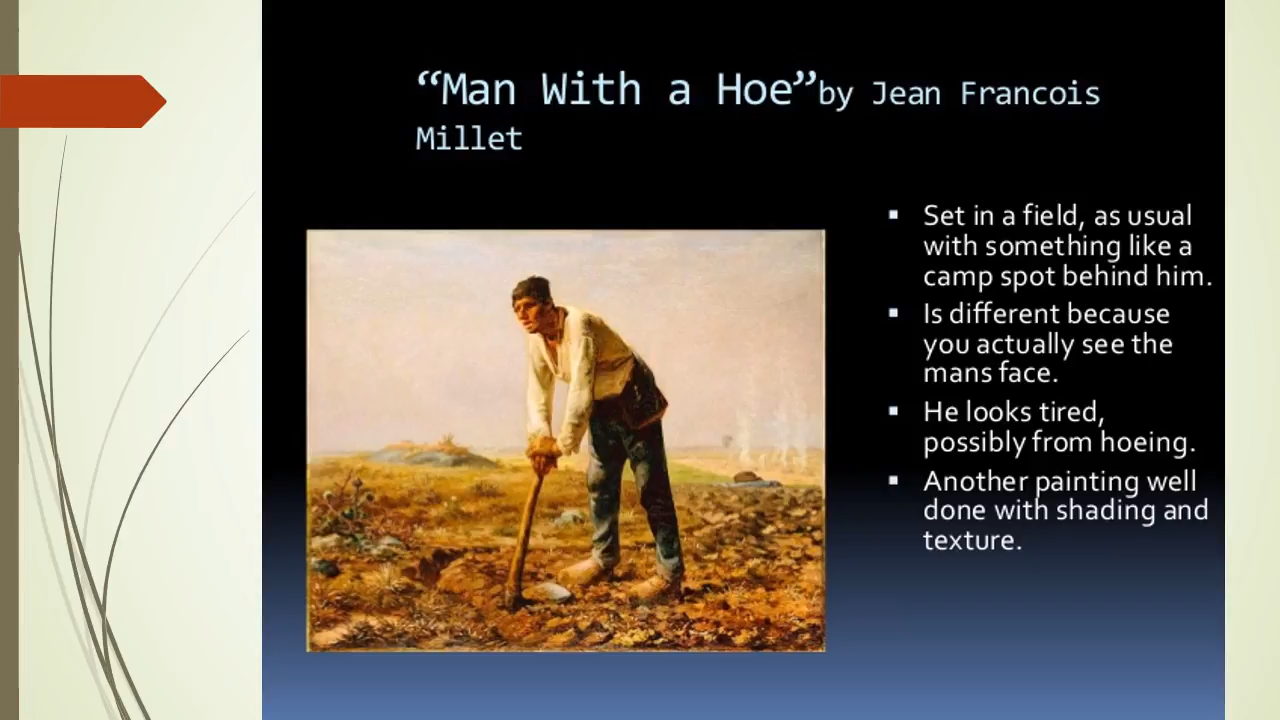 “Man With a Hoe”by Jean Francois
Millet
Set in a field, as usual
with something like a
camp spot behind him.
Is different because
you actually see the
mans face.
He looks tired,
possibly from hoeing.
Another painting well
done with shading and
texture.